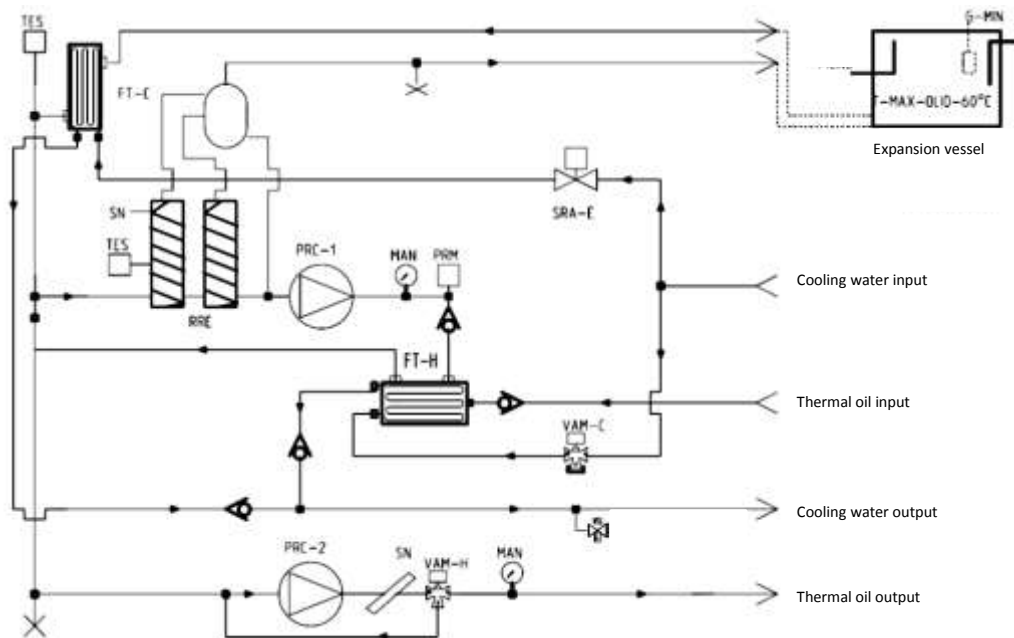 TES
G-MIN
FT-E
T-MAX-OLIO-60°C
Expansion vessel
SN
SRA-E
TES
PRC-1
MAN
PRM
Cooling water input
RRE
FT-H
Thermal oil input
VAM-C
Cooling water output
PRC-2
SN
VAM-H
MAN
Thermal oil output